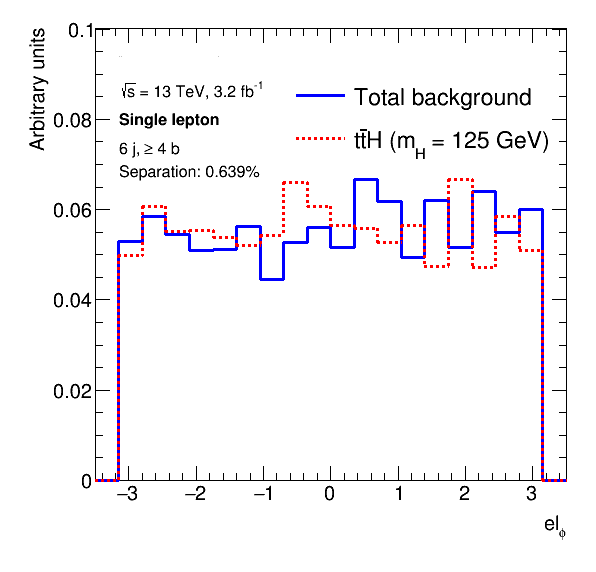 0.1
Arbitrary units
√s = 13 TeV, 3.2 fb⁻¹
Single lepton
6 j, ≥ 4 b
Separation: 0.639%
Total background
tt̄H (m_H = 125 GeV)
0.08
0.06
0.04
0.02
0
−3 −2 −1 0 1 2 3
el_ϕ